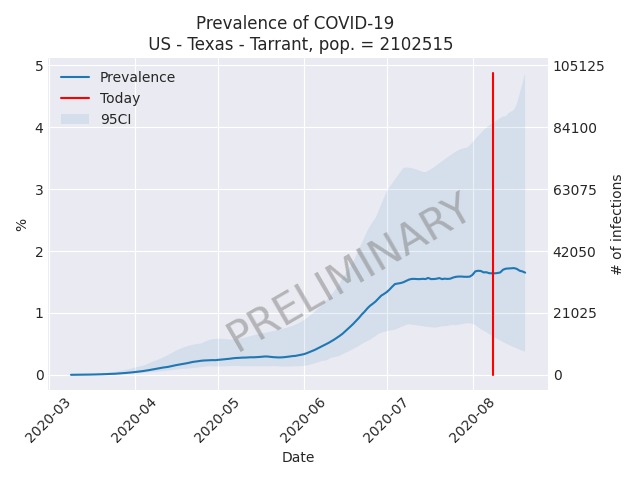 Prevalence of COVID-19
US - Texas - Tarrant, pop. = 2102515
Prevalence
Today
95CI
PRELIMINARY
5
4
3
2
1
0
%
105125
84100
63075
42050
21025
0
# of infections
2020-03
2020-04
2020-05
2020-06
2020-07
2020-08
Date